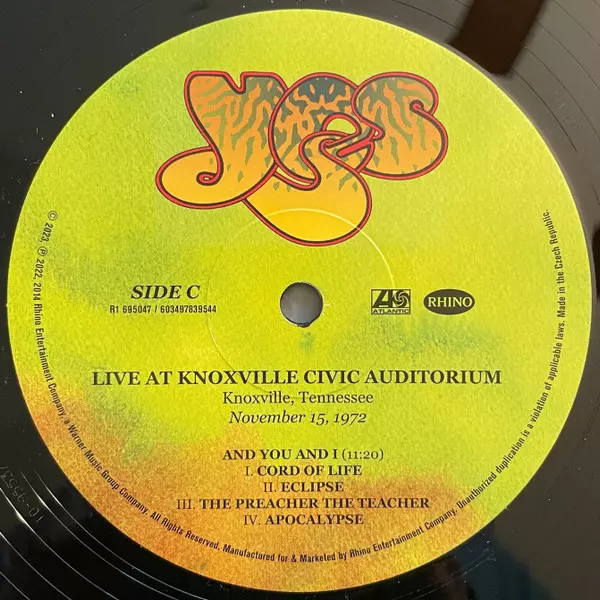 YES
SIDE C
R1 695047 / 603497839544
ATLANTIC
RHINO
LIVE AT KNOXVILLE CIVIC AUDITORIUM
Knoxville, Tennessee
November 15, 1972
AND YOU AND I (11:20)
I. CORD OF LIFE
II. ECLIPSE
III. THE PREACHER THE TEACHER
IV. APOCALYPSE
© 2023, ℗ 2022, 2014 Rhino Entertainment Company, a Warner Music Group Company. All Rights Reserved. Manufactured for & Marketed by Rhino Entertainment Company. Unauthorized duplication is a violation of applicable laws. Made in the Czech Republic.